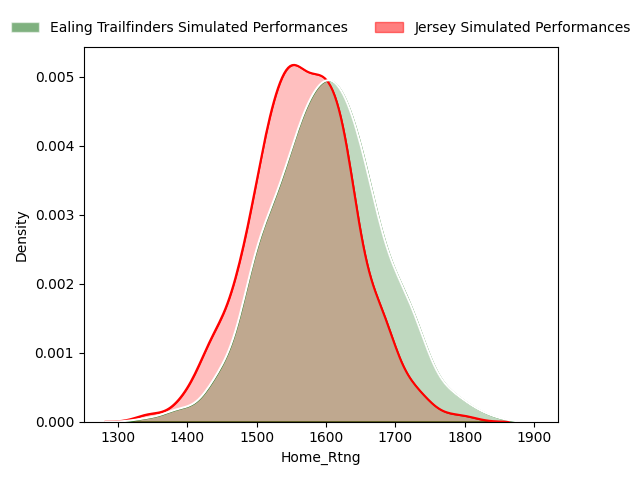 Ealing Trailfinders Simulated Performances
Jersey Simulated Performances
0.005
0.004
0.003
0.002
0.001
0.000
Density
1300 1400 1500 1600 1700 1800 1900
Home_Rtng